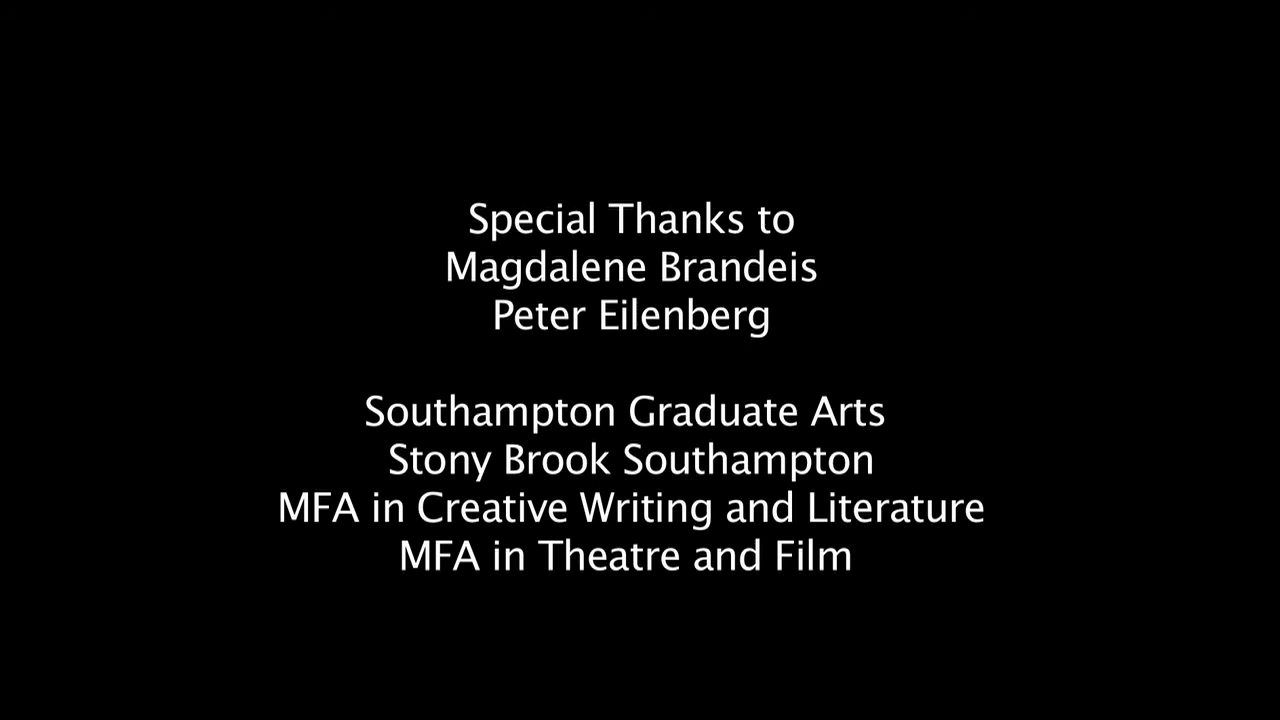 Special Thanks to
Magdalene Brandeis
Peter Eilenberg
Southampton Graduate Arts
Stony Brook Southampton
MFA in Creative Writing and Literature
MFA in Theatre and Film